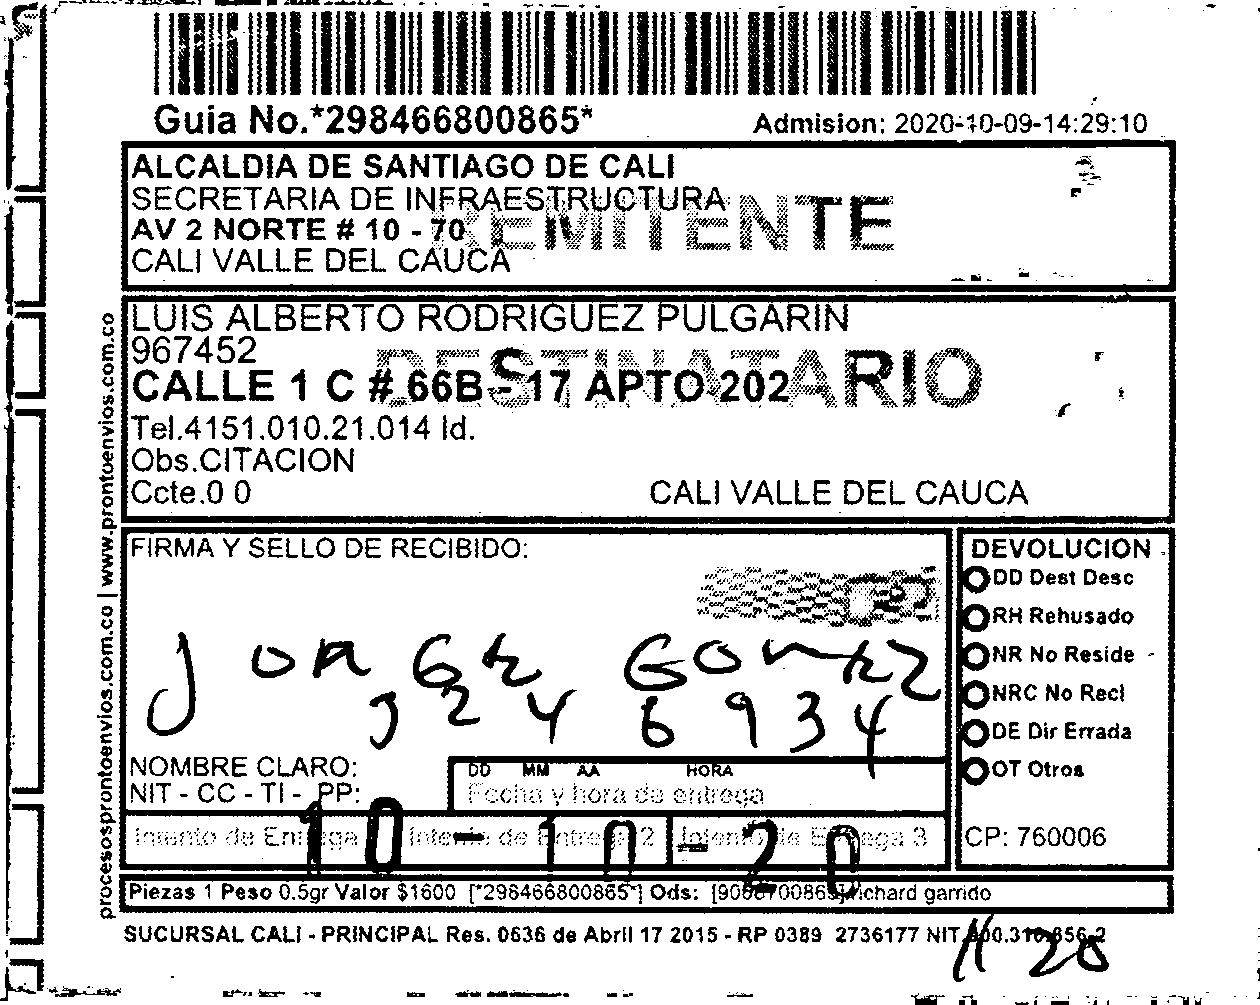 Guia No.*298466800865*
Admision: 2020-10-09-14:29:10
ALCALDIA DE SANTIAGO DE CALI
SECRETARIA DE INFRAESTRUCTURA
AV 2 NORTE # 10 - 70
CALI VALLE DEL CAUCA
REMITENTE
LUIS ALBERTO RODRIGUEZ PULGARIN
967452
DESTINATARIO
CALLE 1 C # 66B - 17 APTO 202
Tel.4151.010.21.014 Id.
Obs.CITACION
Ccte.0 0
CALI VALLE DEL CAUCA
procesosprontoenvios.com.co | www.prontoenvios.com.co
FIRMA Y SELLO DE RECIBIDO:
Jorge Gomez
3246934
NOMBRE CLARO:
NIT - CC - TI - PP:
DD MM AA HORA
Fecha y hora de entrega
Intento de Entrega Intento de Entrega 2 Intento de Entrega 3
10 - 10 - 20
DEVOLUCION
DD Dest Desc
RH Rehusado
NR No Reside
NRC No Recl
DE Dir Errada
OT Otros
CP: 760006
Piezas 1 Peso 0.5gr Valor $1600 [*298466800865*] Ods: richard garrido
SUCURSAL CALI - PRINCIPAL Res. 0636 de Abril 17 2015 - RP 0389 2736177 NIT
11 20